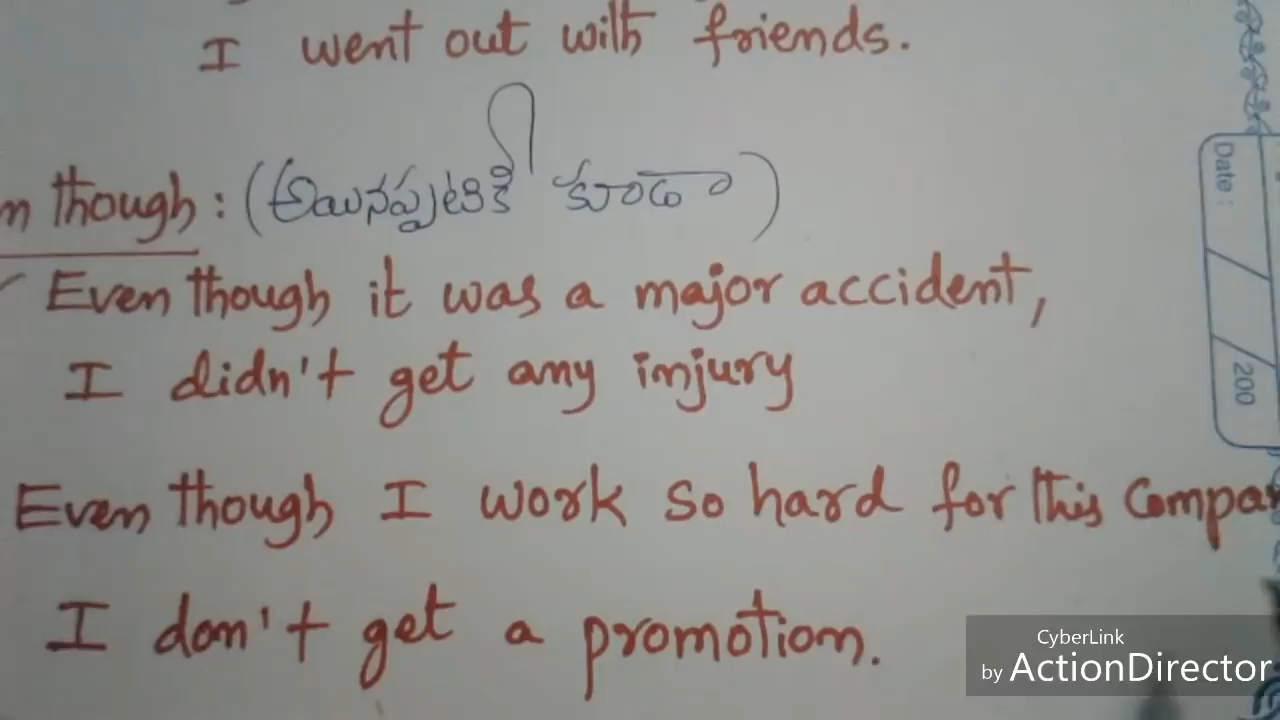 I went out with friends.
though: (అయినప్పటికీ కూడా)
Even though it was a major accident,
I didn't get any injury
Even though I work so hard for this Compan
I don't get a promotion.
Date:
200
CyberLink
by ActionDirector